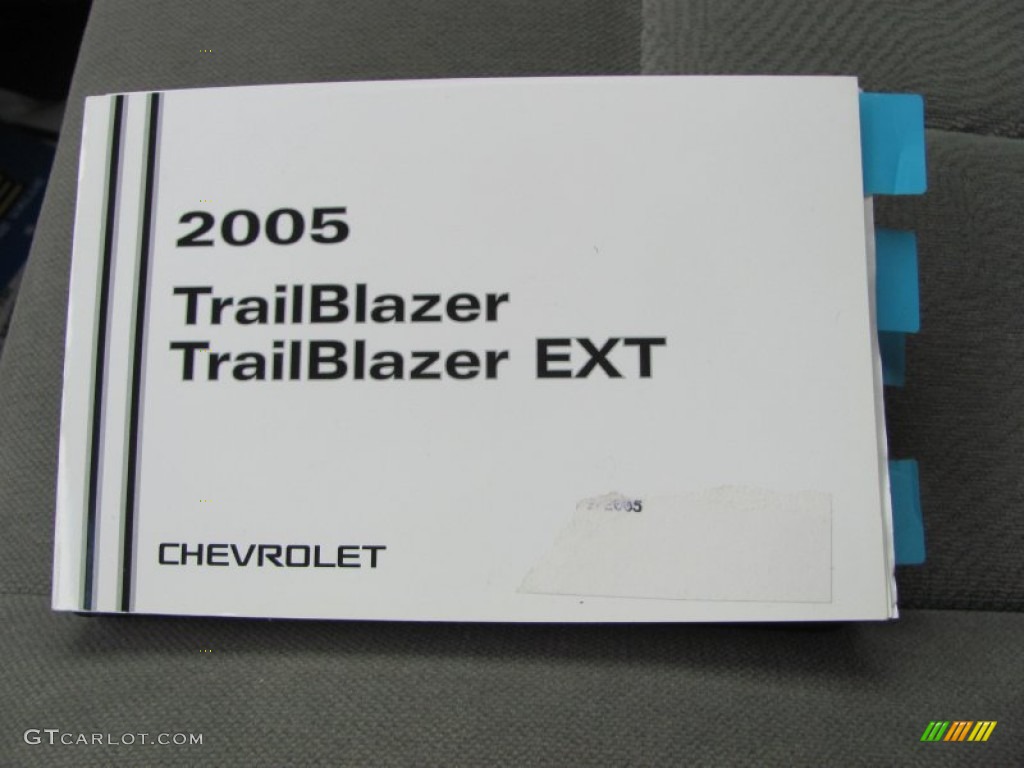 2005
TrailBlazer
TrailBlazer EXT
CHEVROLET
GTCARLOT.COM